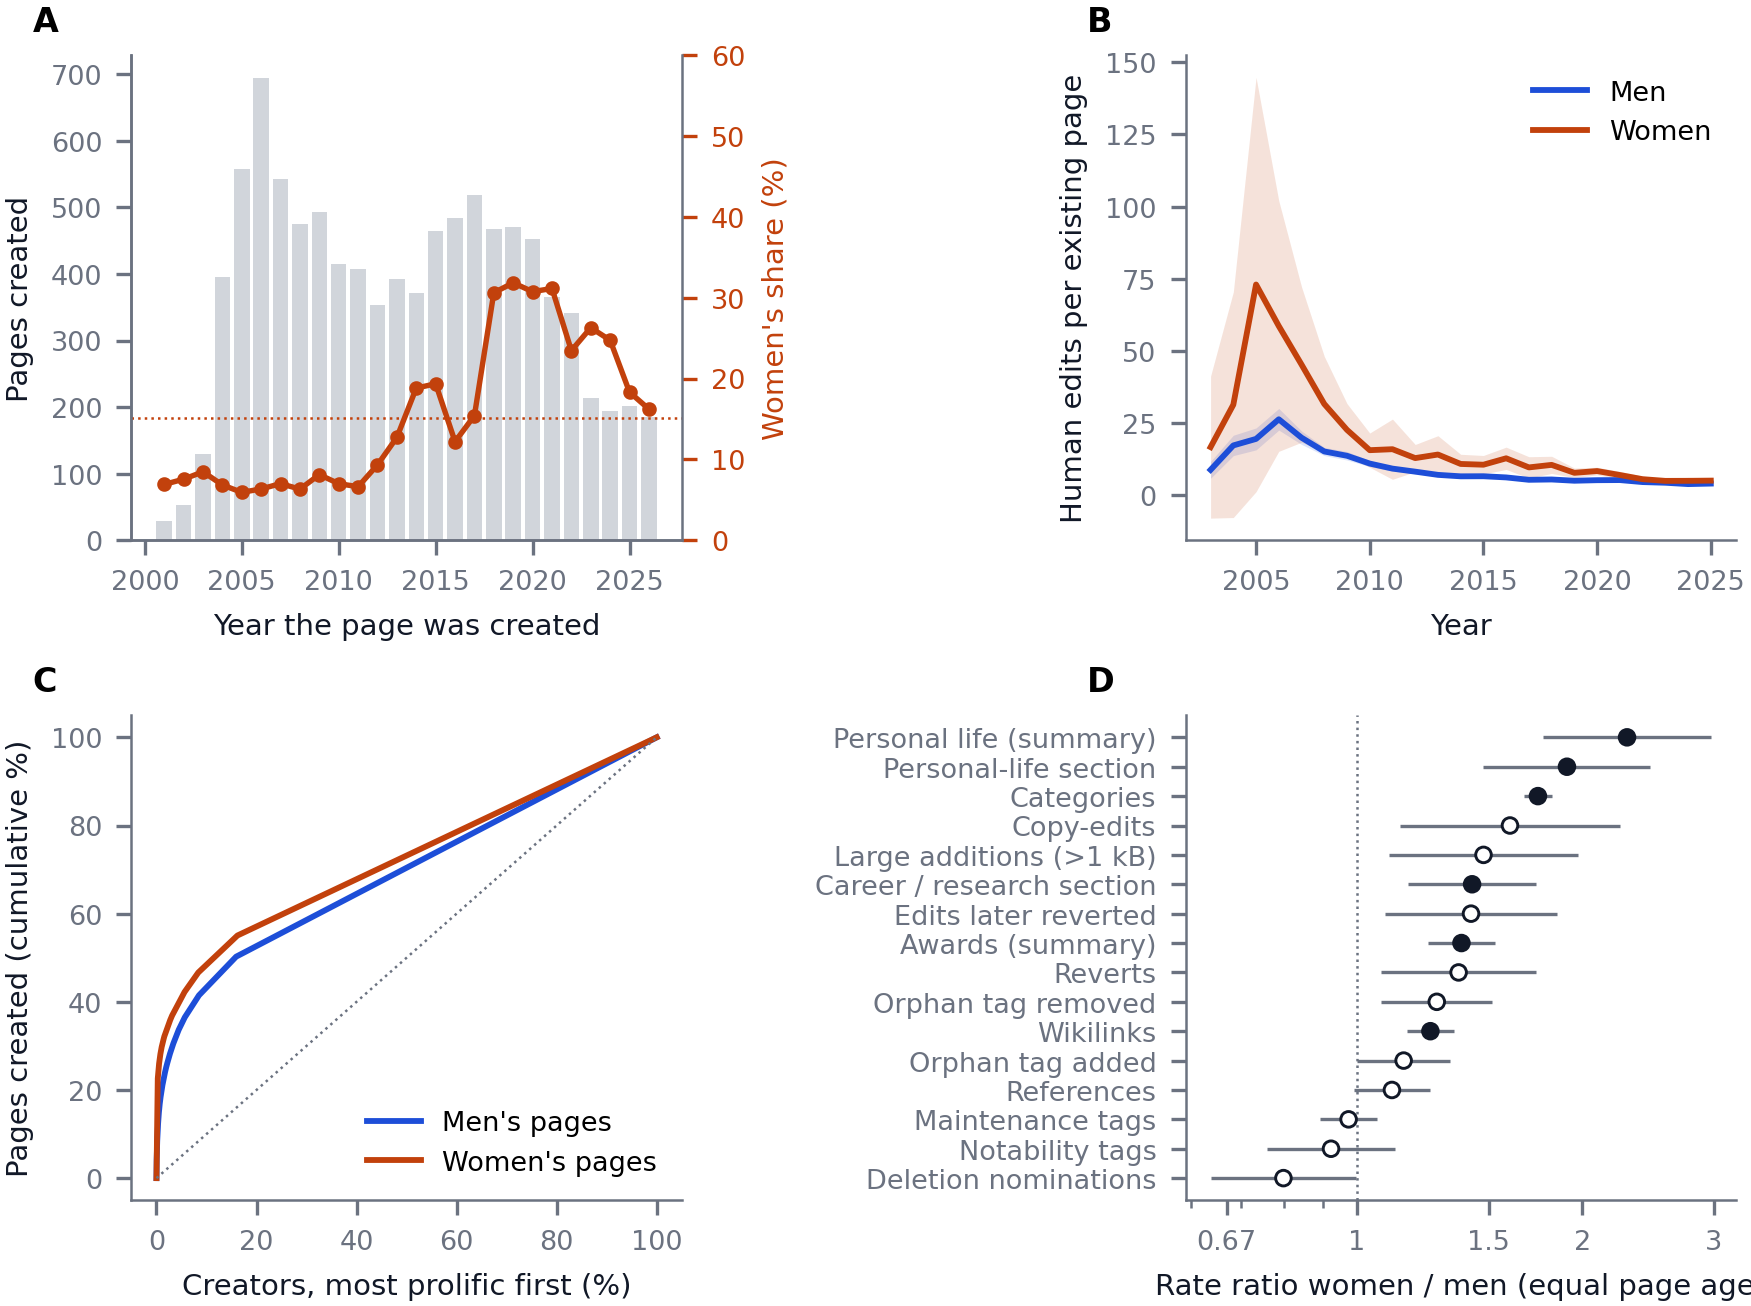 A
700
600
500
400
300
200
100
0
Pages created
60
50
40
30
20
10
0
Women's share (%)
2000 2005 2010 2015 2020 2025
Year the page was created
B
150
125
100
75
50
25
0
Human edits per existing page
Men
Women
2005 2010 2015 2020 2025
Year
C
100
80
60
40
20
0
Pages created (cumulative %)
Men's pages
Women's pages
0 20 40 60 80 100
Creators, most prolific first (%)
D
Personal life (summary)
Personal-life section
Categories
Copy-edits
Large additions (>1 kB)
Career / research section
Edits later reverted
Awards (summary)
Reverts
Orphan tag removed
Wikilinks
Orphan tag added
References
Maintenance tags
Notability tags
Deletion nominations
0.67 1 1.5 2 3
Rate ratio women / men (equal page age